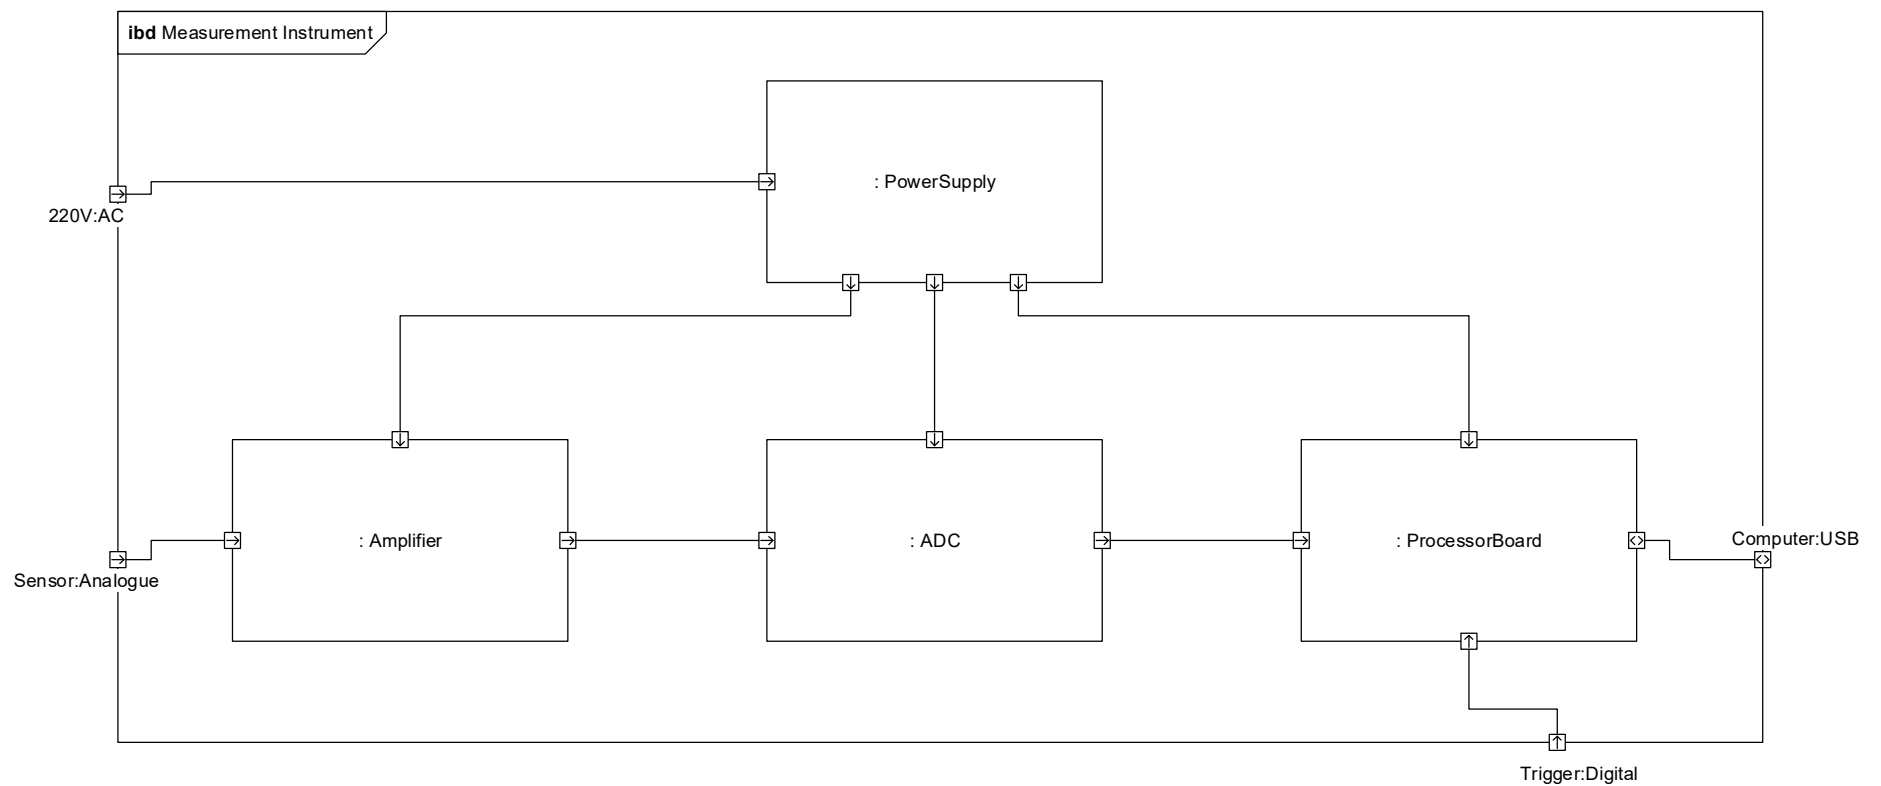 ibd Measurement Instrument
: PowerSupply
220V:AC
: Amplifier
: ADC
: ProcessorBoard
Computer:USB
Sensor:Analogue
Trigger:Digital